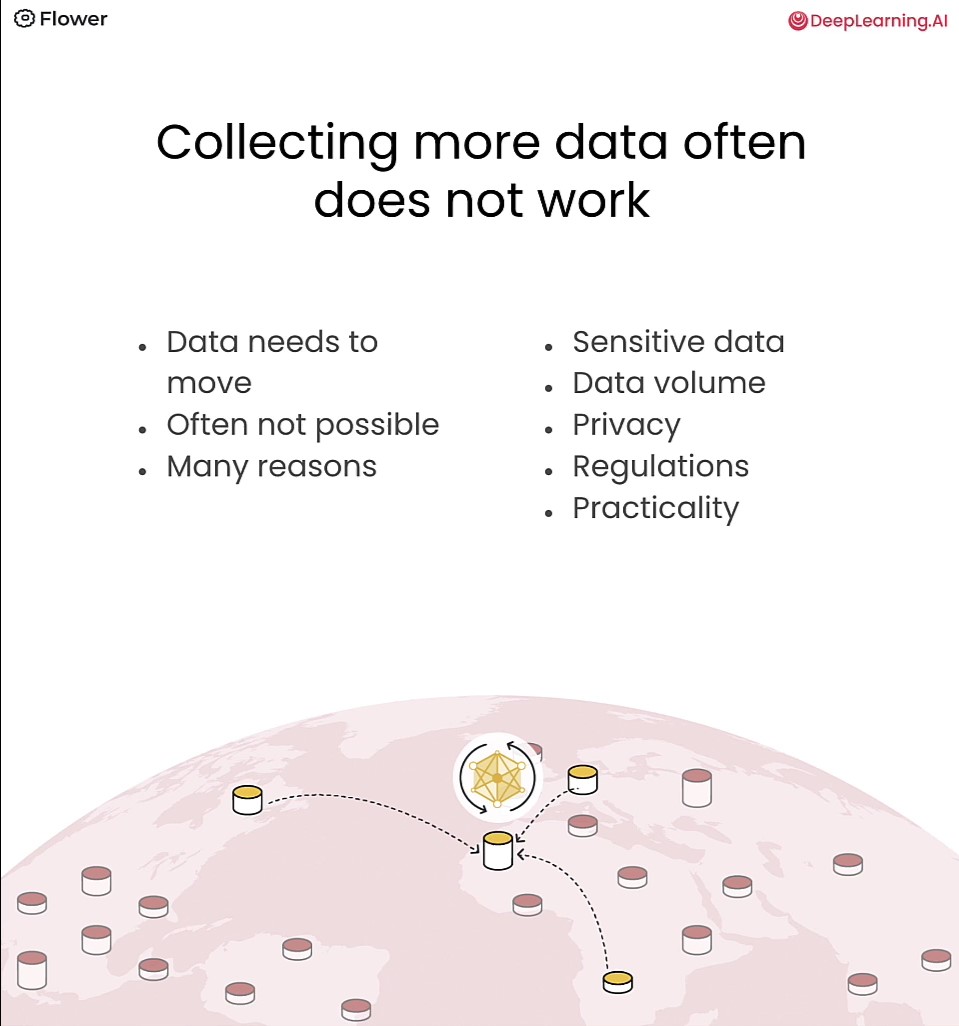 Flower
DeepLearning.AI
Collecting more data often
does not work
• Data needs to
move
• Often not possible
• Many reasons
• Sensitive data
• Data volume
• Privacy
• Regulations
• Practicality